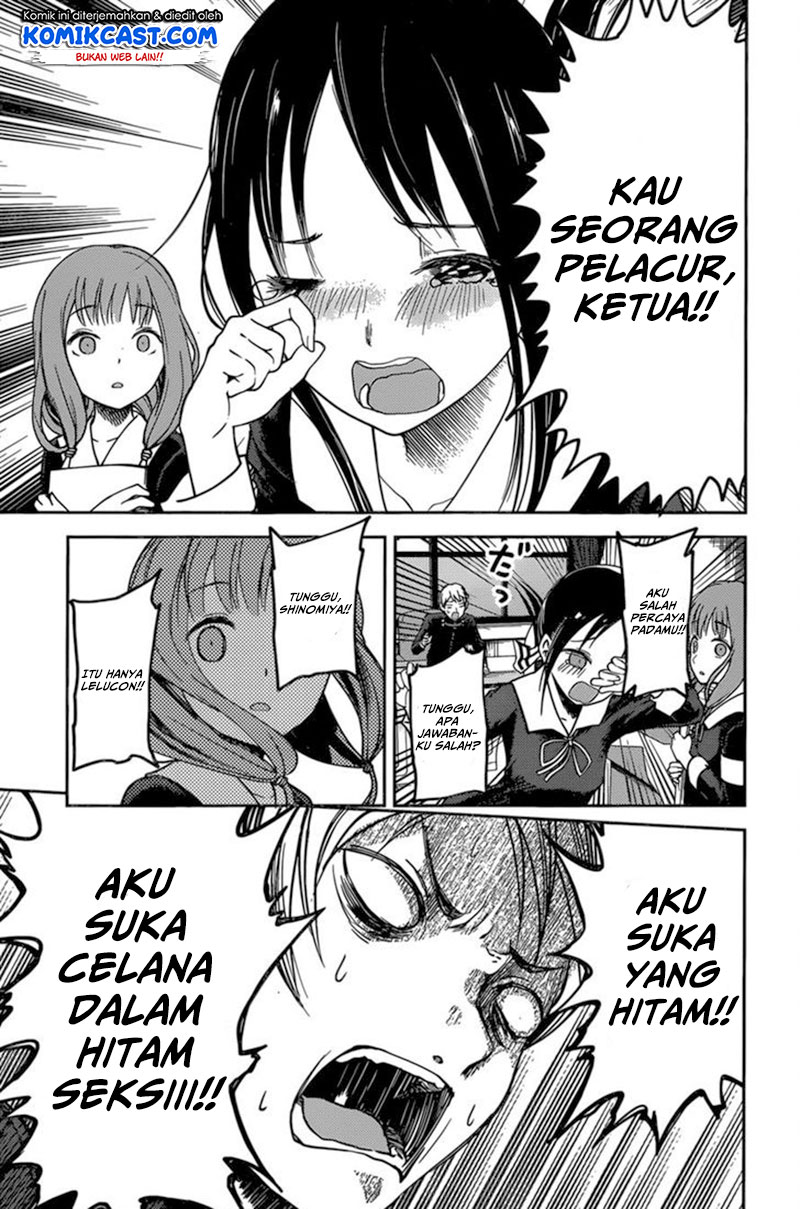 Komik ini diterjemahkan & diedit oleh
KOMIKCAST.COM
BUKAN WEB LAIN!!
KAU
SEORANG
PELACUR,
KETUA!!
AKU
SALAH
PERCAYA
PADAMU!!
だっ
TUNGGU,
APA
JAWABAN-
KU SALAH?
TUNGGU,
SHINOMIYA!!
ITU HANYA
LELUCON!!
AKU
SUKA
YANG
HITAM!!
AKU
SUKA
CELANA
DALAM
HITAM
SEKSIII!!